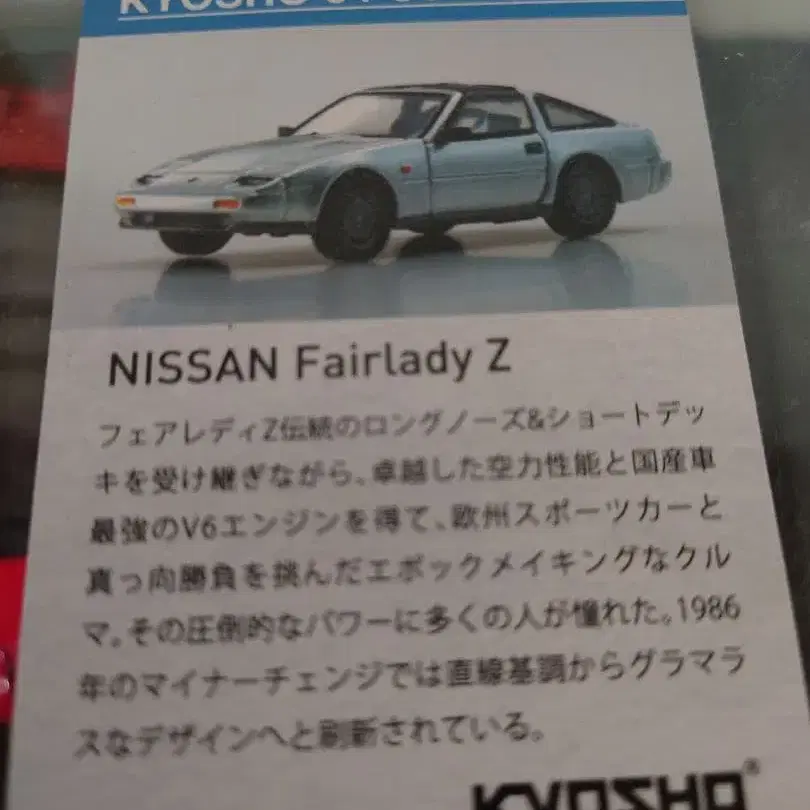 KYOSHO
NISSAN Fairlady Z
フェアレディZ伝統のロングノーズ&ショートデッ
キを受け継ぎながら、卓越した空力性能と国産車
最強のV6エンジンを得て、欧州スポーツカーと
真っ向勝負を挑んだエポックメイキングなクル
マ。その圧倒的なパワーに多くの人が憧れた。1986
年のマイナーチェンジでは直線基調からグラマラ
スなデザインへと刷新されている。
KYOSHO®